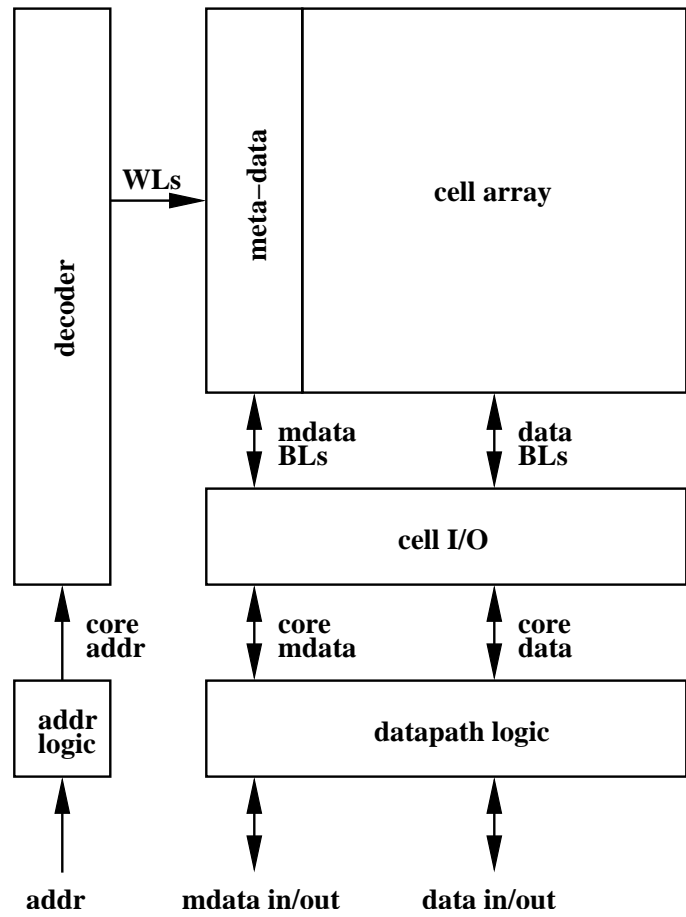 WLs
decoder
meta-data
cell array
mdata
BLs
data
BLs
cell I/O
core
addr
core
mdata
core
data
addr
logic
datapath logic
addr
mdata in/out
data in/out